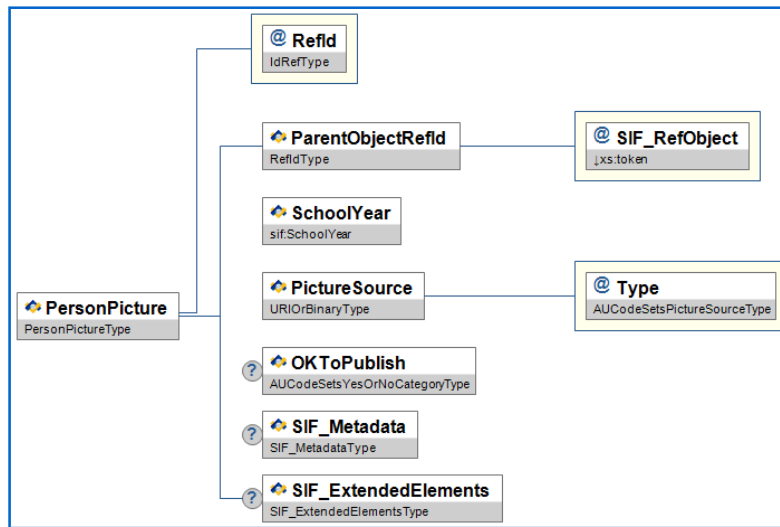 @ RefId
IdRefType
ParentObjectRefId
RefIdType
@ SIF_RefObject
↓xs:token
SchoolYear
sif:SchoolYear
PictureSource
URIOrBinaryType
@ Type
AUCodeSetsPictureSourceType
PersonPicture
PersonPictureType
? OKToPublish
AUCodeSetsYesOrNoCategoryType
? SIF_Metadata
SIF_MetadataType
? SIF_ExtendedElements
SIF_ExtendedElementsType